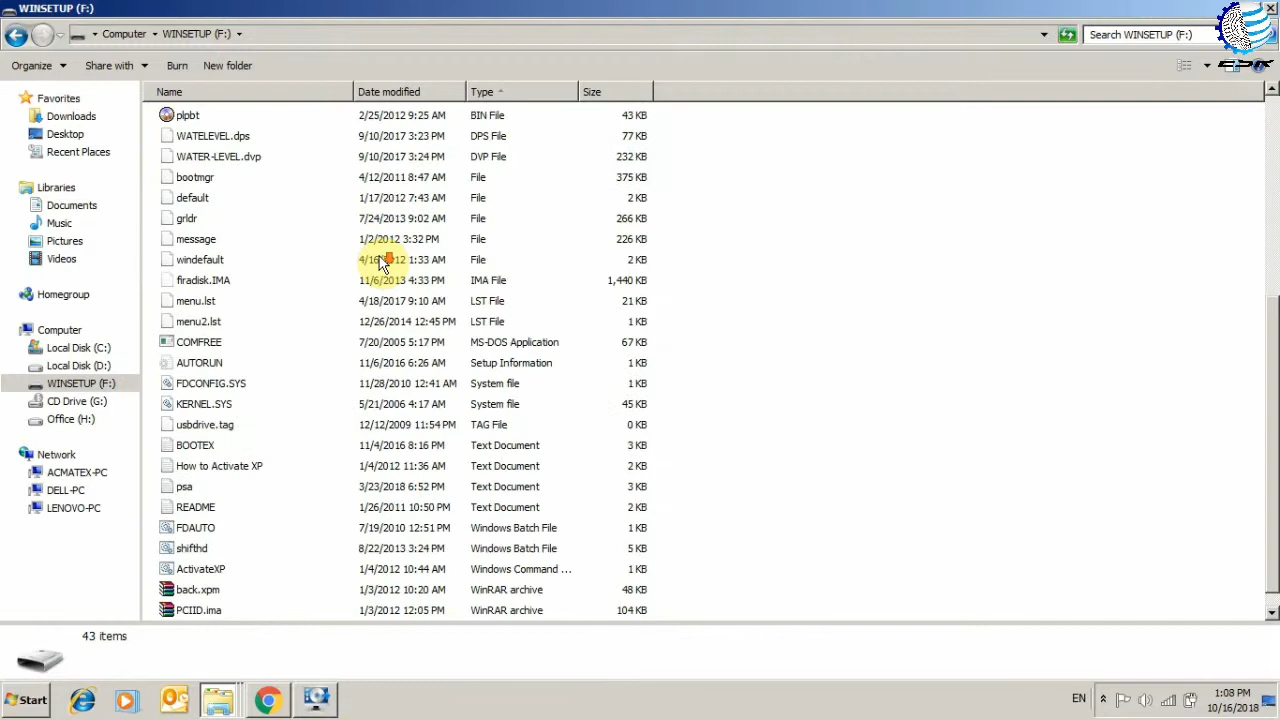 WINSETUP (F:)
Computer WINSETUP (F:) Search WINSETUP (F:)
Organize Share with Burn New folder
Name Date modified Type Size
Favorites
Downloads
Desktop
Recent Places
Libraries
Documents
Music
Pictures
Videos
Homegroup
Computer
Local Disk (C:)
Local Disk (D:)
WINSETUP (F:)
CD Drive (G:)
Office (H:)
Network
ACMATEX-PC
DELL-PC
LENOVO-PC
plpbt 2/25/2012 9:25 AM BIN File 43 KB
WATELEVEL.dps 9/10/2017 3:23 PM DPS File 77 KB
WATER-LEVEL.dvp 9/10/2017 3:24 PM DVP File 232 KB
bootmgr 4/12/2011 8:47 AM File 375 KB
default 1/17/2012 7:43 AM File 2 KB
grldr 7/24/2013 9:02 AM File 266 KB
message 1/2/2012 3:32 PM File 226 KB
windefault 1:33 AM File 2 KB
firadisk.IMA 11/6/2013 4:33 PM IMA File 1,440 KB
menu.lst 4/18/2017 9:10 AM LST File 21 KB
menu2.lst 12/26/2014 12:45 PM LST File 1 KB
COMFREE 7/20/2005 5:17 PM MS-DOS Application 67 KB
AUTORUN 11/6/2016 6:26 AM Setup Information 1 KB
FDCONFIG.SYS 11/28/2010 12:41 AM System file 1 KB
KERNEL.SYS 5/21/2006 4:17 AM System file 45 KB
usbdrive.tag 12/12/2009 11:54 PM TAG File 0 KB
BOOTEX 11/4/2016 8:16 PM Text Document 3 KB
How to Activate XP 1/4/2012 11:36 AM Text Document 2 KB
psa 3/23/2018 6:52 PM Text Document 3 KB
README 1/26/2011 10:50 PM Text Document 2 KB
FDAUTO 7/19/2010 12:51 PM Windows Batch File 1 KB
shifthd 8/22/2013 3:24 PM Windows Batch File 5 KB
ActivateXP 1/4/2012 10:44 AM Windows Command ... 1 KB
back.xpm 1/3/2012 10:20 AM WinRAR archive 48 KB
PCIID.ima 1/3/2012 12:05 PM WinRAR archive 104 KB
43 items
Start EN 1:08 PM
10/16/2018